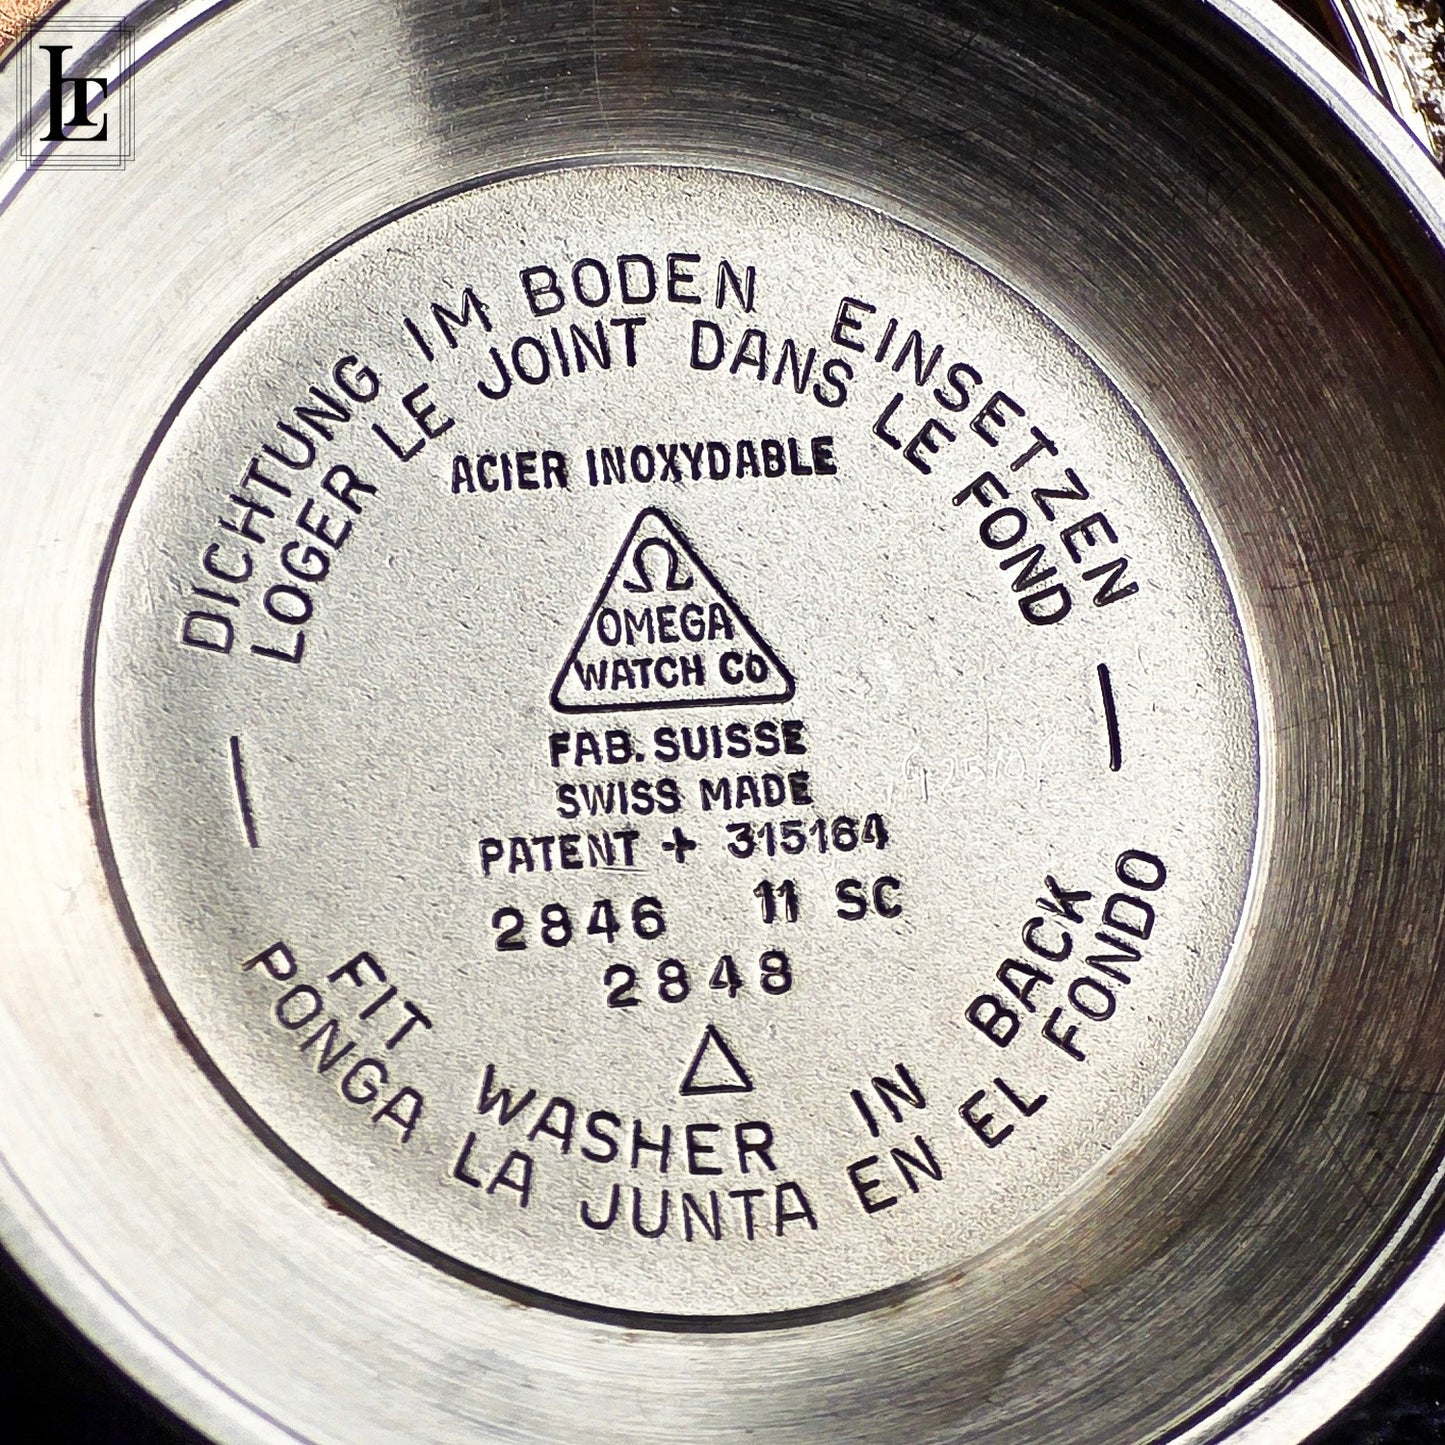 DICHTUNG IM BODEN EINSETZEN
LOGER LE JOINT DANS LE FOND
ACIER INOXYDABLE
Ω
OMEGA
WATCH CO
FAB. SUISSE
SWISS MADE
PATENT + 315164
2846 11 SC
2848
FIT WASHER IN BACK
PONGA LA JUNTA EN EL FONDO